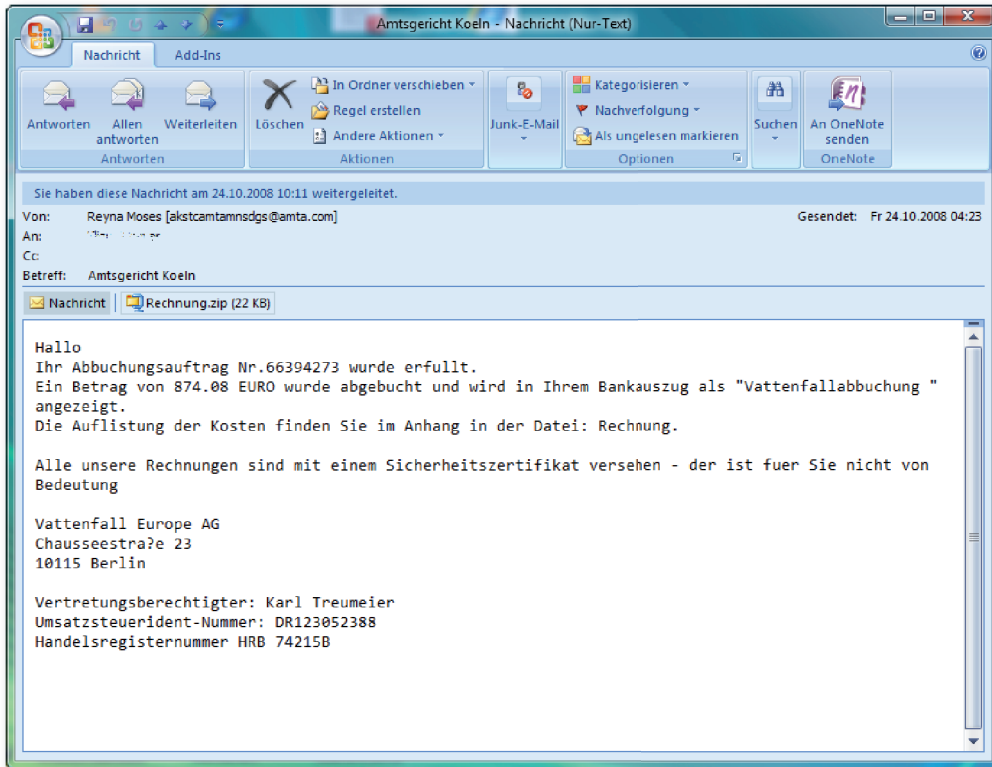 Amtsgericht Koeln - Nachricht (Nur-Text)
Nachricht Add-Ins
Antworten
Allen antworten
Weiterleiten
Antworten
Löschen
In Ordner verschieben
Regel erstellen
Andere Aktionen
Aktionen
Junk-E-Mail
Kategorisieren
Nachverfolgung
Als ungelesen markieren
Optionen
Suchen
An OneNote senden
OneNote
Sie haben diese Nachricht am 24.10.2008 10:11 weitergeleitet.
Von: Reyna Moses [akstcamtamnsdgs@amta.com] Gesendet: Fr 24.10.2008 04:23
An:
Cc:
Betreff: Amtsgericht Koeln
Nachricht Rechnung.zip (22 KB)
Hallo
Ihr Abbuchungsauftrag Nr.66394273 wurde erfullt.
Ein Betrag von 874.08 EURO wurde abgebucht und wird in Ihrem Bankauszug als "Vattenfallabbuchung "
angezeigt.
Die Auflistung der Kosten finden Sie im Anhang in der Datei: Rechnung.
Alle unsere Rechnungen sind mit einem Sicherheitszertifikat versehen - der ist fuer Sie nicht von
Bedeutung
Vattenfall Europe AG
Chausseestra?e 23
10115 Berlin
Vertretungsberechtigter: Karl Treumeier
Umsatzsteuerident-Nummer: DR123052388
Handelsregisternummer HRB 74215B